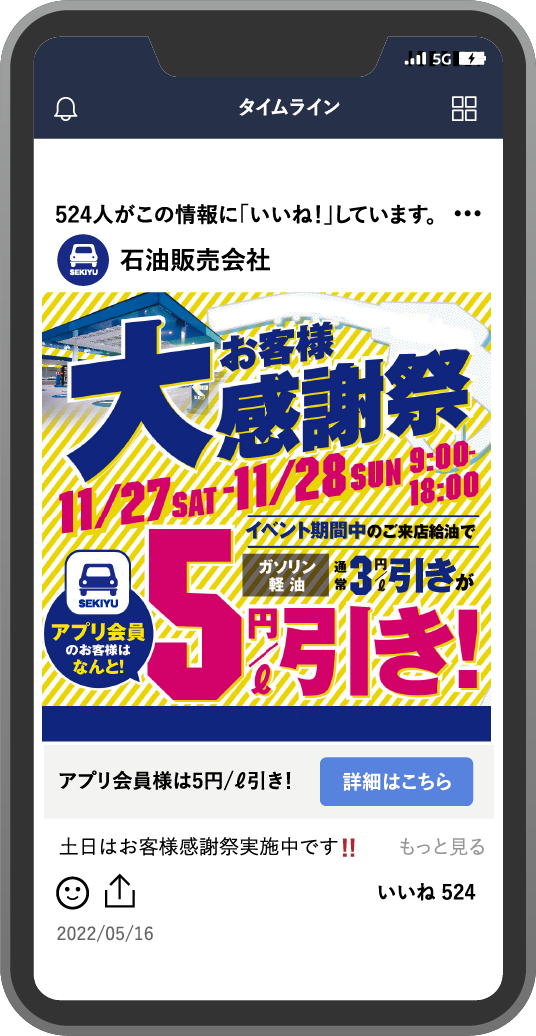 5G
タイムライン
524人がこの情報に「いいね!」しています。
SEKIYU
石油販売会社
お客様
大感謝祭
11/27SAT-11/28SUN 9:00-18:00
イベント期間中のご来店給油で
ガソリン軽油 通常3円/ℓ引きが
SEKIYU
アプリ会員
のお客様は
なんと!
5円/ℓ引き!
アプリ会員様は5円/ℓ引き!
詳細はこちら
土日はお客様感謝祭実施中です‼ もっと見る
いいね 524
2022/05/16